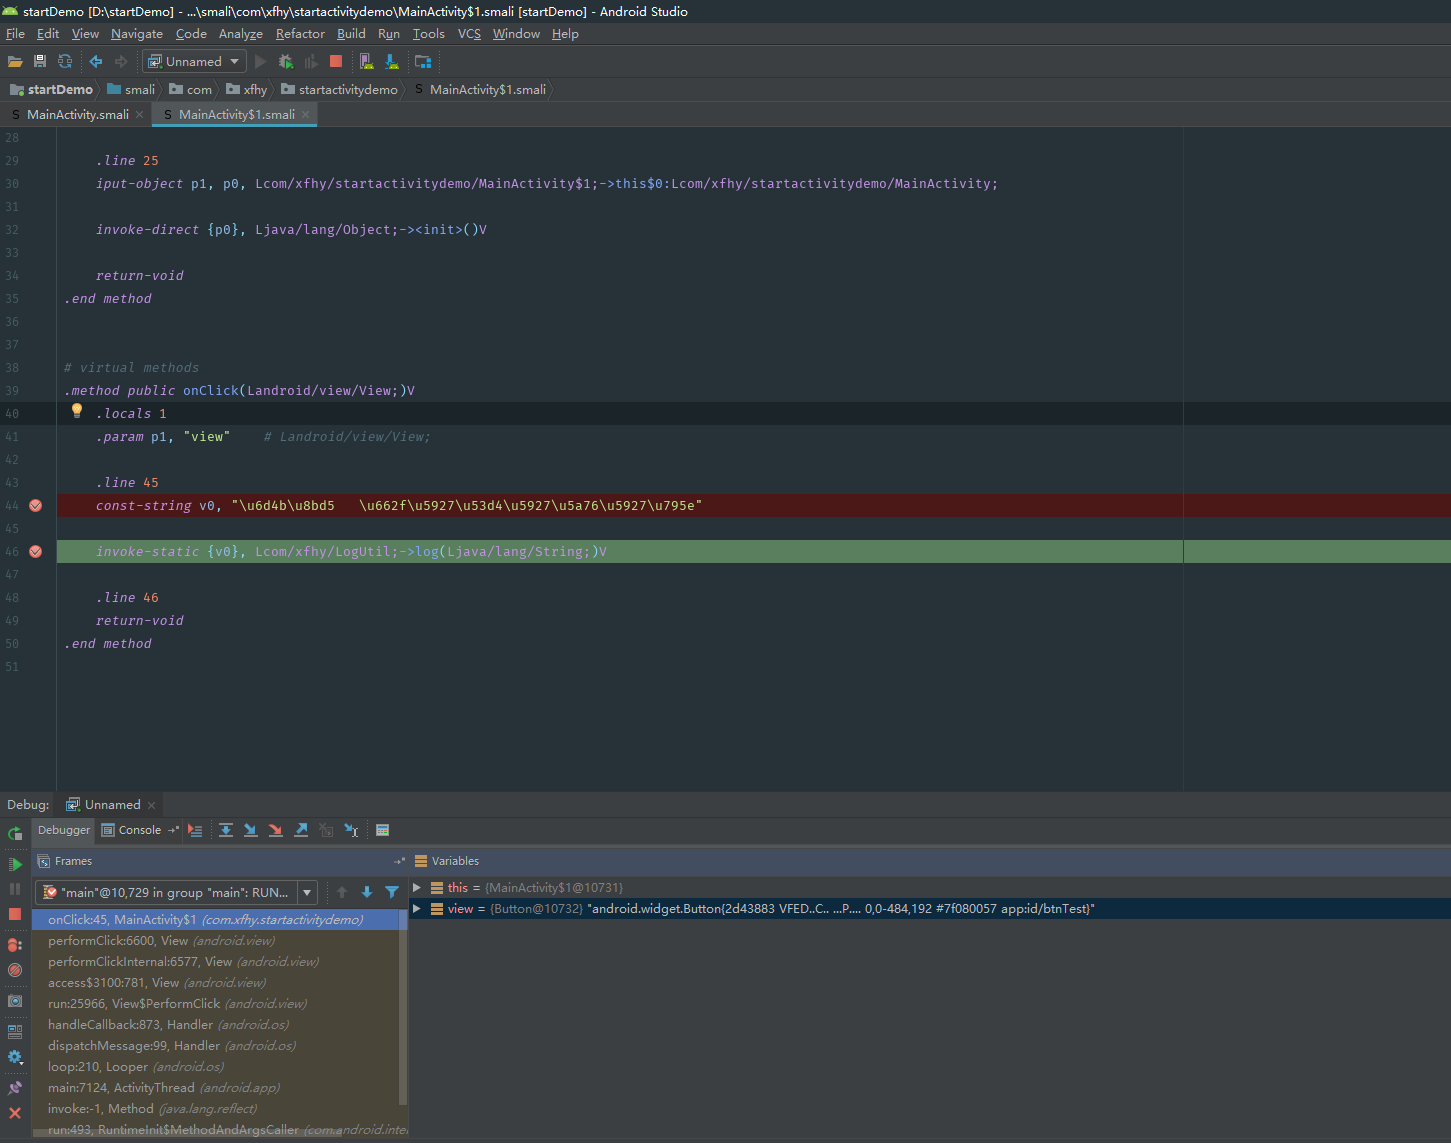 startDemo [D:\startDemo] - ...\smali\com\xfhy\startactivitydemo\MainActivity$1.smali [startDemo] - Android Studio
File Edit View Navigate Code Analyze Refactor Build Run Tools VCS Window Help
Unnamed
startDemo smali com xfhy startactivitydemo S MainActivity$1.smali
S MainActivity.smali S MainActivity$1.smali
28
29 .line 25
30 iput-object p1, p0, Lcom/xfhy/startactivitydemo/MainActivity$1;->this$0:Lcom/xfhy/startactivitydemo/MainActivity;
31
32 invoke-direct {p0}, Ljava/lang/Object;-><init>()V
33
34 return-void
35 .end method
36
37
38 # virtual methods
39 .method public onClick(Landroid/view/View;)V
40 .locals 1
41 .param p1, "view" # Landroid/view/View;
42
43 .line 45
44 const-string v0, "\u6d4b\u8bd5 \u662f\u5927\u53d4\u5927\u5a76\u5927\u795e"
45
46 invoke-static {v0}, Lcom/xfhy/LogUtil;->log(Ljava/lang/String;)V
47
48 .line 46
49 return-void
50 .end method
51
Debug: Unnamed
Debugger Console
Frames Variables
"main"@10,729 in group "main": RUN...
this = {MainActivity$1@10731}
view = {Button@10732} "android.widget.Button{2d43883 VFED..C.. ...P.... 0,0-484,192 #7f080057 app:id/btnTest}"
onClick:45, MainActivity$1 (com.xfhy.startactivitydemo)
performClick:6600, View (android.view)
performClickInternal:6577, View (android.view)
access$3100:781, View (android.view)
run:25966, View$PerformClick (android.view)
handleCallback:873, Handler (android.os)
dispatchMessage:99, Handler (android.os)
loop:210, Looper (android.os)
main:7124, ActivityThread (android.app)
invoke:-1, Method (java.lang.reflect)
run:493, RuntimeInit$MethodAndArgsCaller (com.android.inter